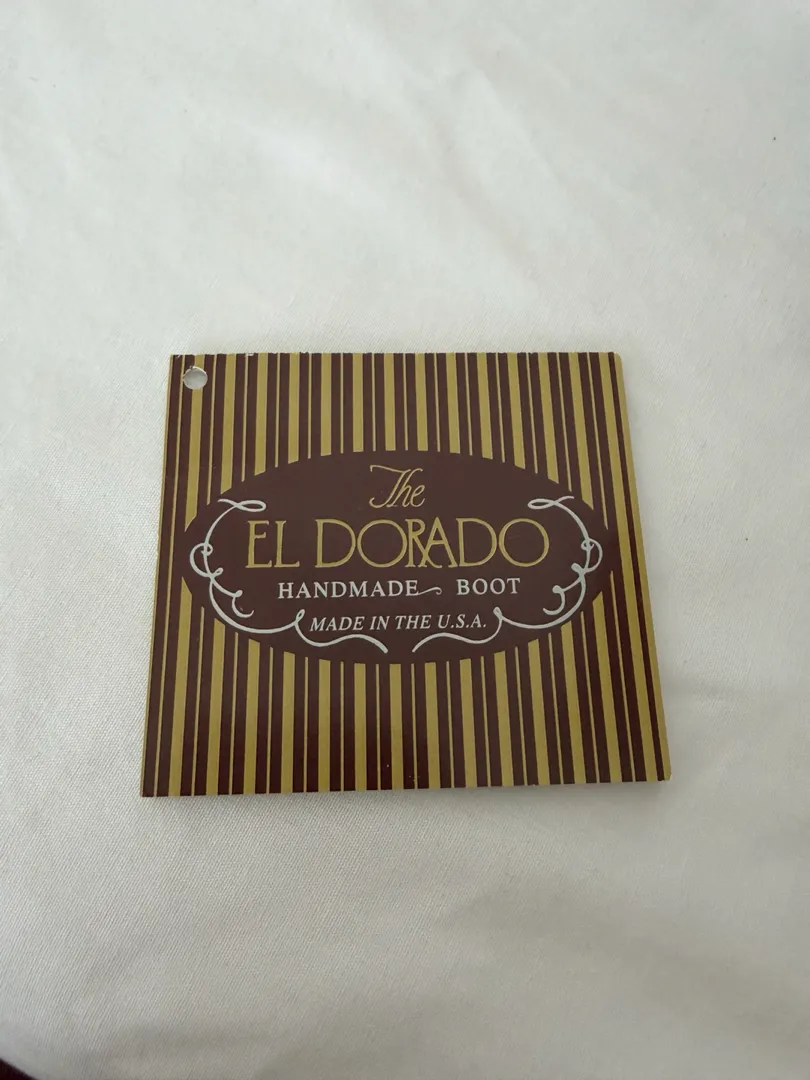 The
EL DORADO
HANDMADE BOOT
MADE IN THE U.S.A.